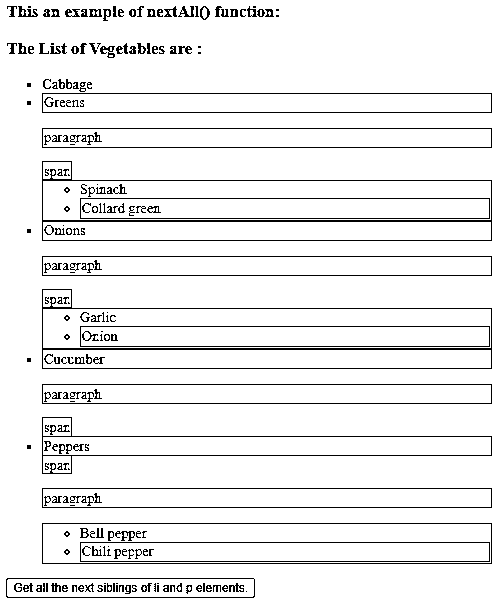 This an example of nextAll() function:
The List of Vegetables are :
Cabbage
Greens
paragraph
span
Spinach
Collard green
Onions
paragraph
span
Garlic
Onion
Cucumber
paragraph
span
Peppers
span
paragraph
Bell pepper
Chili pepper
Get all the next siblings of li and p elements.